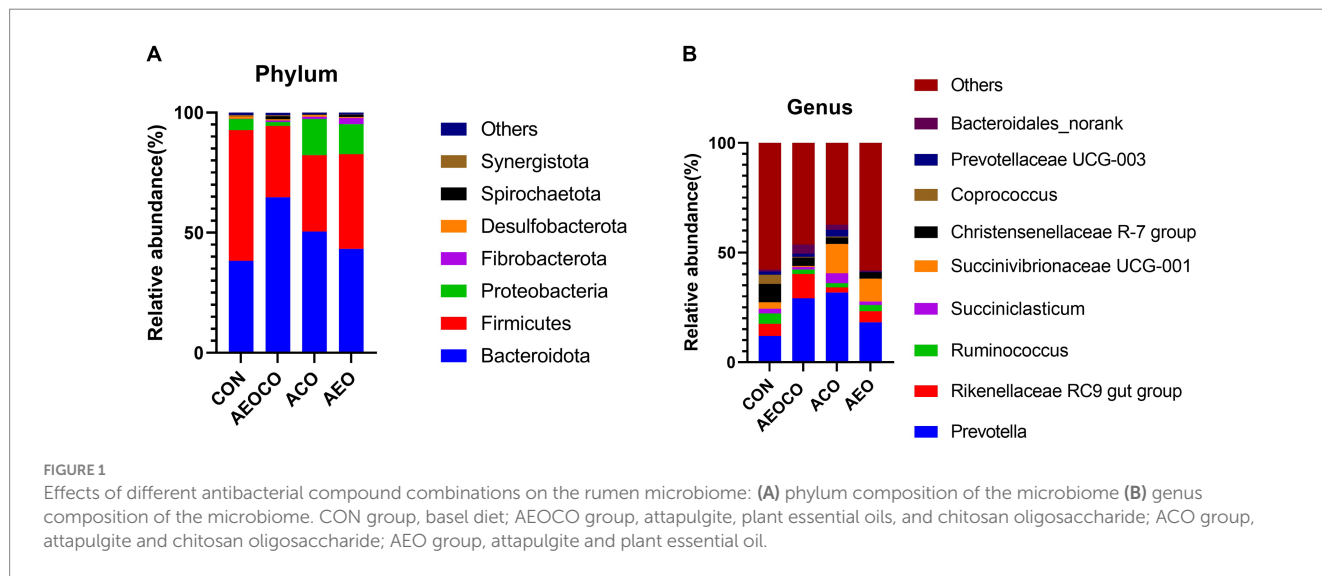 A
Phylum
Relative abundance(%)
100
50
0
CON
AEOCO
ACO
AEO
Others
Synergistota
Spirochaetota
Desulfobacterota
Fibrobacterota
Proteobacteria
Firmicutes
Bacteroidota
B
Genus
Relative abundance(%)
100
50
0
CON
AEOCO
ACO
AEO
Others
Bacteroidales_norank
Prevotellaceae UCG-003
Coprococcus
Christensenellaceae R-7 group
Succinivibrionaceae UCG-001
Succiniclasticum
Ruminococcus
Rikenellaceae RC9 gut group
Prevotella
FIGURE 1
Effects of different antibacterial compound combinations on the rumen microbiome: (A) phylum composition of the microbiome (B) genus
composition of the microbiome. CON group, basel diet; AEOCO group, attapulgite, plant essential oils, and chitosan oligosaccharide; ACO group,
attapulgite and chitosan oligosaccharide; AEO group, attapulgite and plant essential oil.